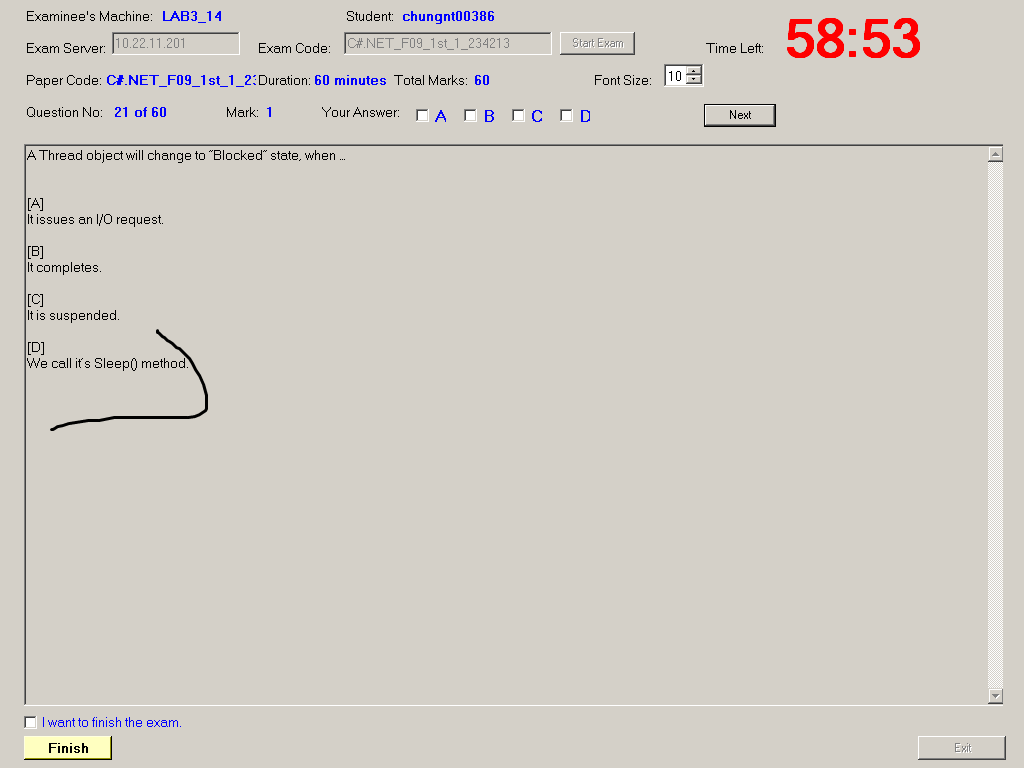 Examinee's Machine: LAB3_14 Student: chungnt00386
Exam Server: 10.22.11.201 Exam Code: C#.NET_F09_1st_1_234213 Start Exam Time Left: 58:53
Paper Code: C#.NET_F09_1st_1_23 Duration: 60 minutes Total Marks: 60 Font Size: 10
Question No: 21 of 60 Mark: 1 Your Answer: A B C D Next
A Thread object will change to "Blocked" state, when ...
[A]
It issues an I/O request.
[B]
It completes.
[C]
It is suspended.
[D]
We call it's Sleep() method.
I want to finish the exam.
Finish Exit